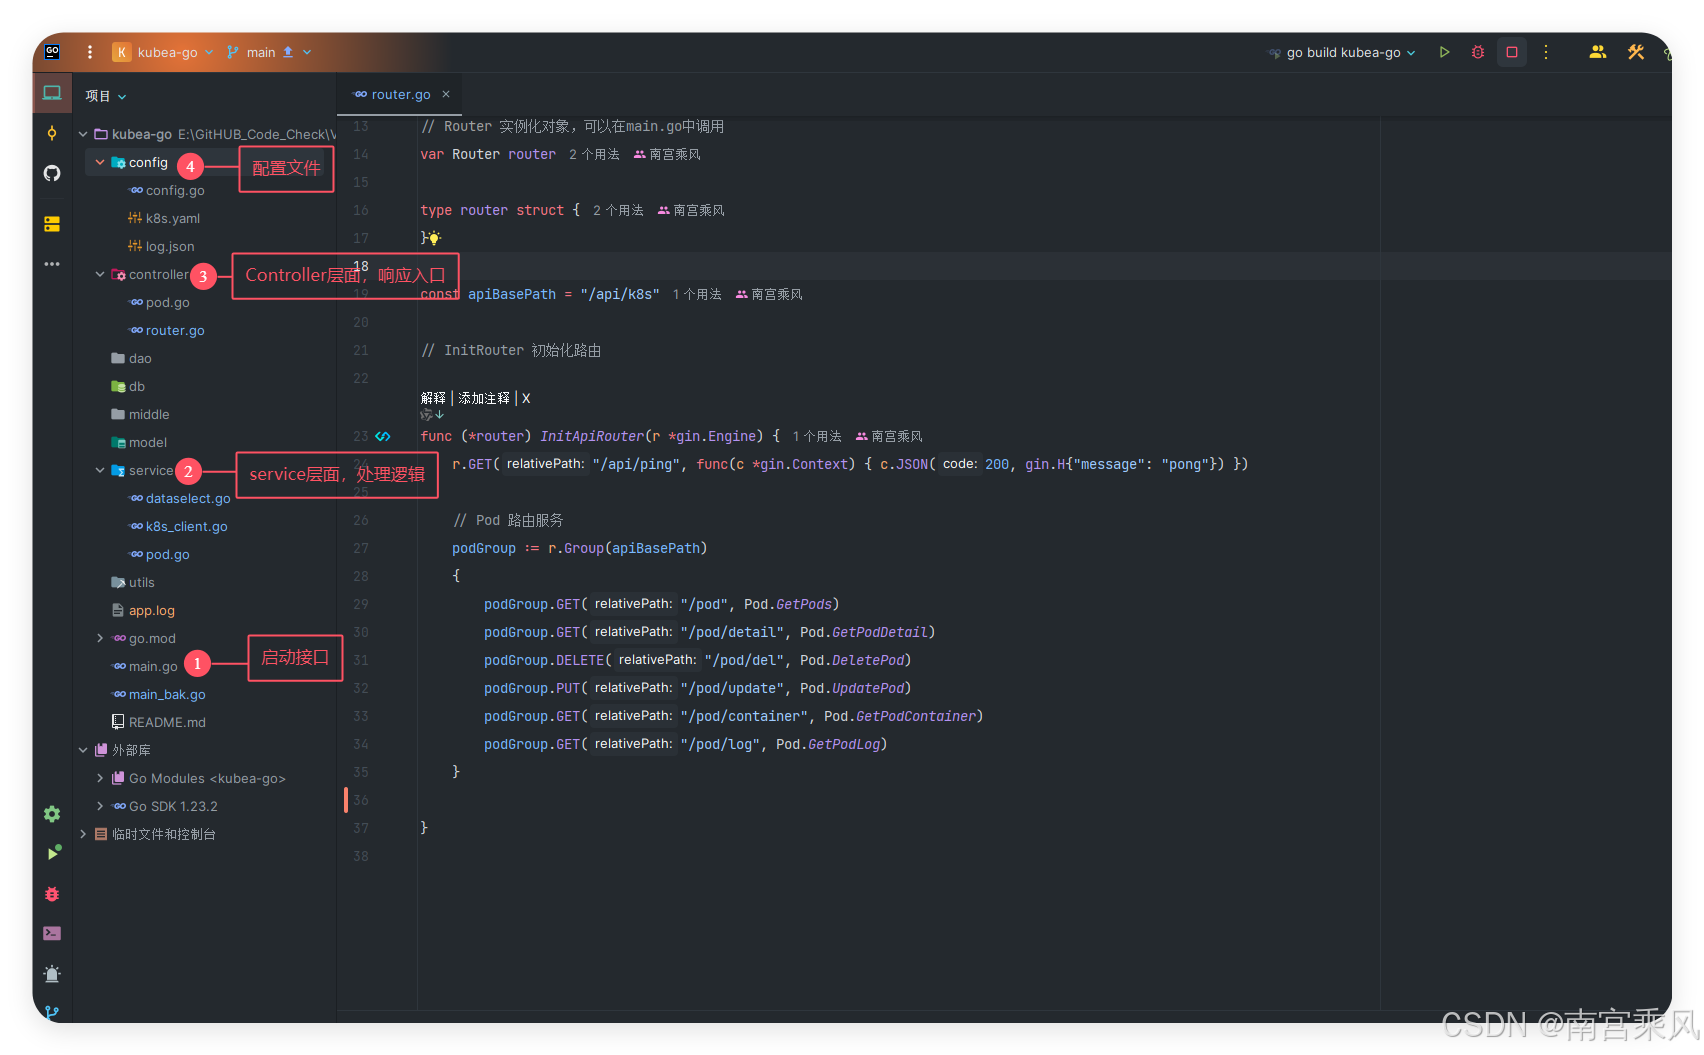 GO
K kubea-go main
go build kubea-go
项目
router.go
kubea-go E:\GitHUB_Code_Check\V
config
4 配置文件
config.go
k8s.yaml
log.json
controller
3 Controller层面，响应入口
pod.go
router.go
dao
db
middle
model
service
2 service层面，处理逻辑
dataselect.go
k8s_client.go
pod.go
utils
app.log
go.mod
main.go
1 启动接口
main_bak.go
README.md
外部库
Go Modules <kubea-go>
Go SDK 1.23.2
临时文件和控制台
13 // Router 实例化对象，可以在main.go中调用
14 var Router router 2 个用法 南宫乘风
15
16 type router struct { 2 个用法 南宫乘风
17 }
18
19 const apiBasePath = "/api/k8s" 1 个用法 南宫乘风
20
21 // InitRouter 初始化路由
22
解释 | 添加注释 | X
23 func (*router) InitApiRouter(r *gin.Engine) { 1 个用法 南宫乘风
24 r.GET( relativePath: "/api/ping", func(c *gin.Context) { c.JSON( code: 200, gin.H{"message": "pong"}) })
25
26 // Pod 路由服务
27 podGroup := r.Group(apiBasePath)
28 {
29 podGroup.GET( relativePath: "/pod", Pod.GetPods)
30 podGroup.GET( relativePath: "/pod/detail", Pod.GetPodDetail)
31 podGroup.DELETE( relativePath: "/pod/del", Pod.DeletePod)
32 podGroup.PUT( relativePath: "/pod/update", Pod.UpdatePod)
33 podGroup.GET( relativePath: "/pod/container", Pod.GetPodContainer)
34 podGroup.GET( relativePath: "/pod/log", Pod.GetPodLog)
35 }
36
37 }
38
CSDN @南宫乘风